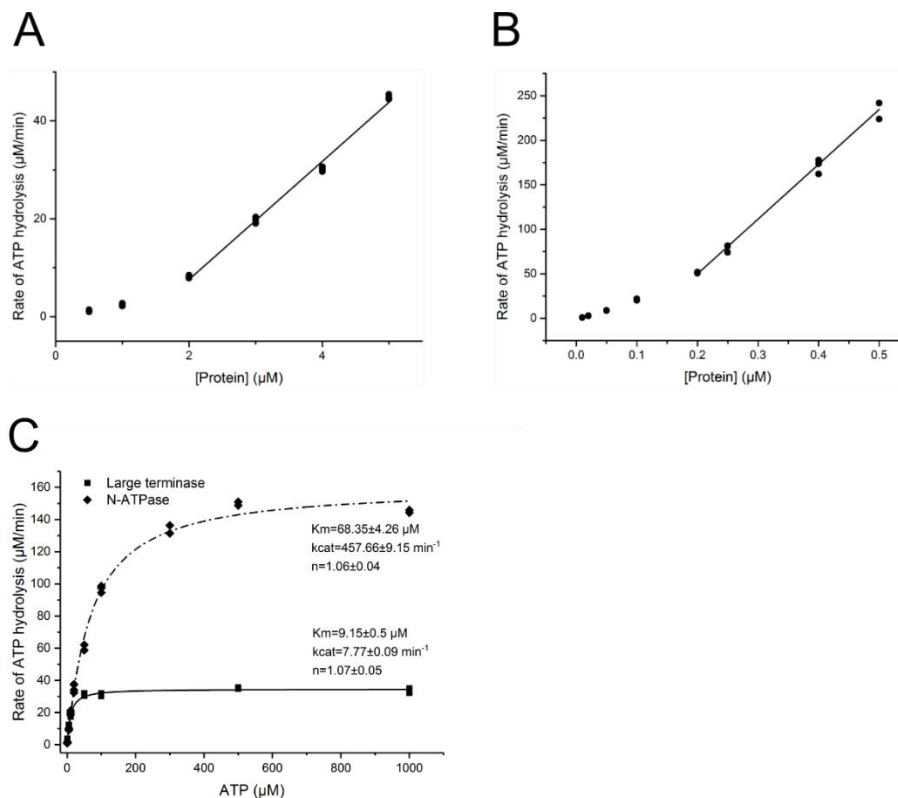 A
Rate of ATP hydrolysis (µM/min)
40
20
0
0
2
4
[Protein] (µM)
B
Rate of ATP hydrolysis (µM/min)
250
200
150
100
50
0
0.0
0.1
0.2
0.3
0.4
0.5
[Protein] (µM)
C
Rate of ATP hydrolysis (µM/min)
160
140
120
100
80
60
40
20
0
Large terminase
N-ATPase
Km=68.35±4.26 µM
kcat=457.66±9.15 min-1
n=1.06±0.04
Km=9.15±0.5 µM
kcat=7.77±0.09 min-1
n=1.07±0.05
0
200
400
600
800
1000
ATP (µM)